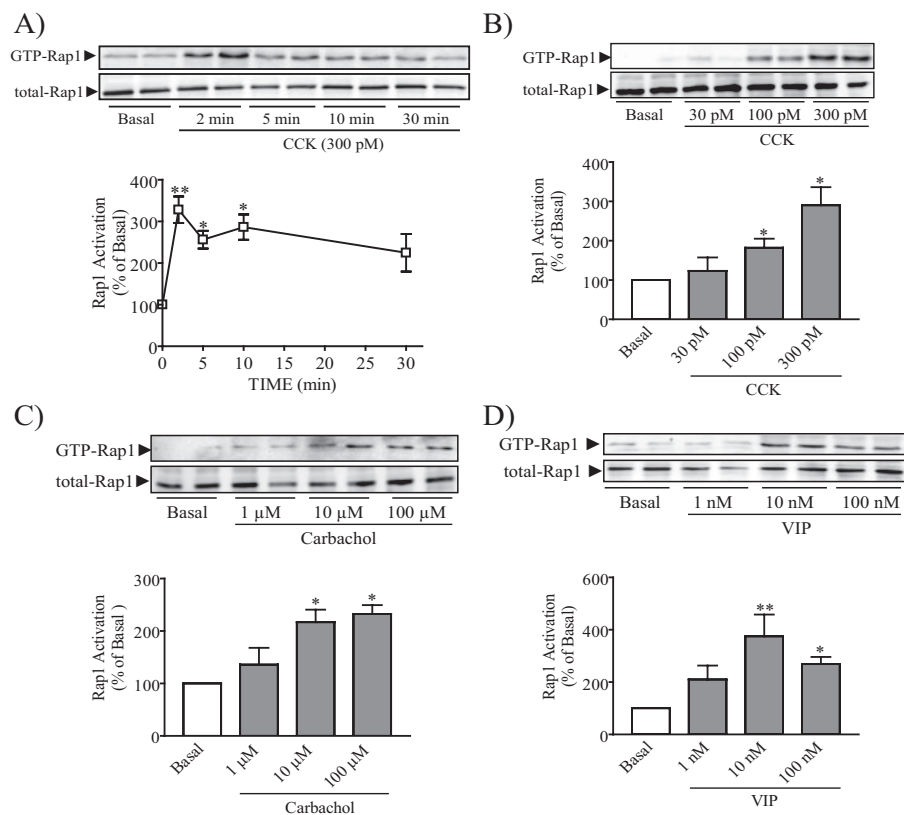 A)
GTP-Rap1
total-Rap1
Basal 2 min 5 min 10 min 30 min
CCK (300 pM)
Rap1 Activation
(% of Basal)
400
300
200
100
0
**
*
*
0 5 10 15 20 25 30
TIME (min)
B)
GTP-Rap1
total-Rap1
Basal 30 pM 100 pM 300 pM
CCK
Rap1 Activation
(% of Basal)
400
300
200
100
0
*
*
Basal 30 pM 100 pM 300 pM
CCK
C)
GTP-Rap1
total-Rap1
Basal 1 µM 10 µM 100 µM
Carbachol
Rap1 Activation
(% of Basal )
300
200
100
0
* *
Basal 1 µM 10 µM 100 µM
Carbachol
D)
GTP-Rap1
total-Rap1
Basal 1 nM 10 nM 100 nM
VIP
Rap1 Activation
(% of Basal)
600
400
200
0
**
*
Basal 1 nM 10 nM 100 nM
VIP